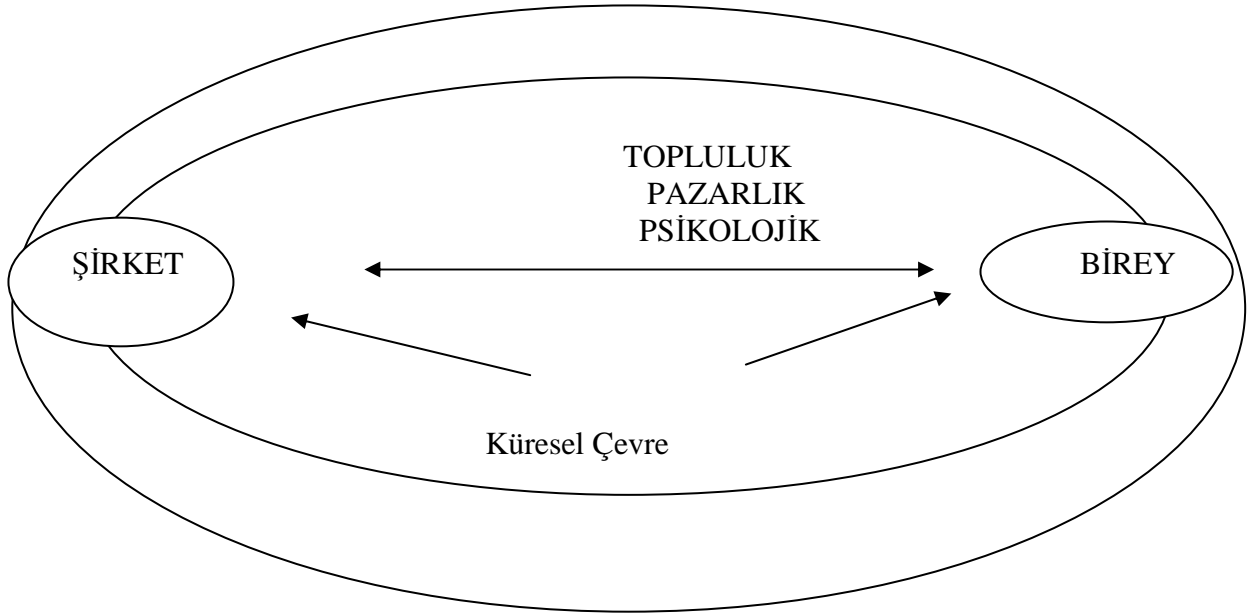 TOPLULUK
PAZARLIK
PSİKOLOJİK
ŞİRKET
BİREY
Küresel Çevre